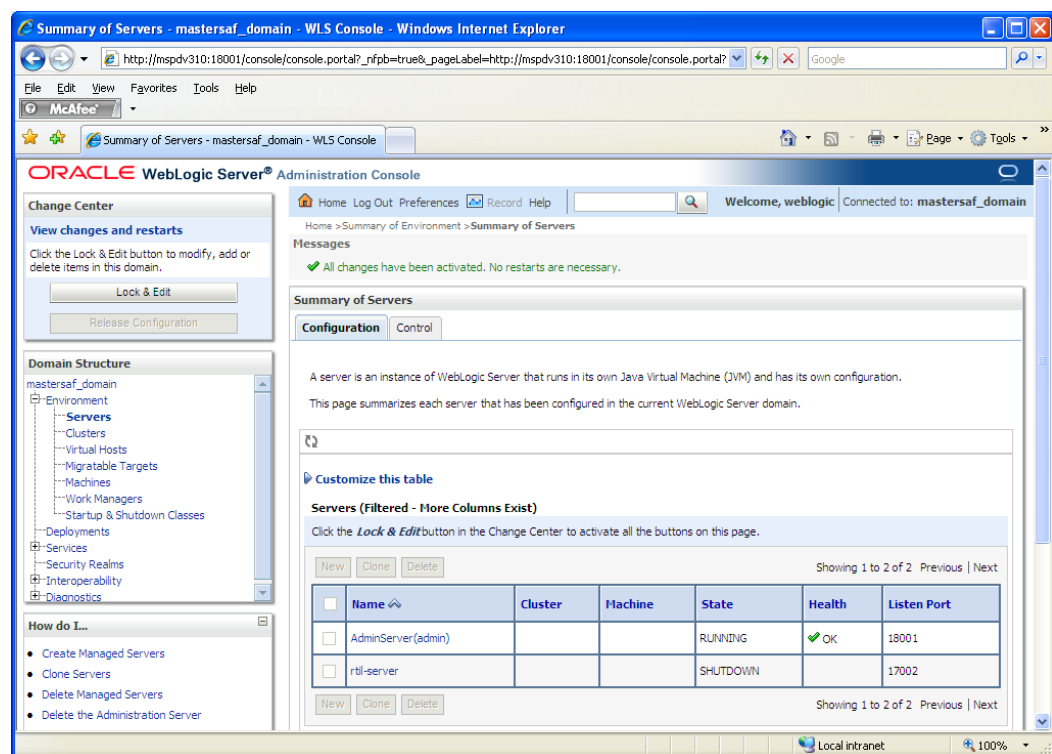 Summary of Servers - mastersaf_domain - WLS Console - Windows Internet Explorer
http://mspdv310:18001/console/console.portal?_nfpb=true&_pageLabel=http://mspdv310:18001/console/console.portal?
Google
File Edit View Favorites Tools Help
McAfee
Summary of Servers - mastersaf_domain - WLS Console
Page Tools
ORACLE WebLogic Server® Administration Console
Change Center
View changes and restarts
Click the Lock & Edit button to modify, add or
delete items in this domain.
Lock & Edit
Release Configuration
Domain Structure
mastersaf_domain
Environment
Servers
Clusters
Virtual Hosts
Migratable Targets
Machines
Work Managers
Startup & Shutdown Classes
Deployments
Services
Security Realms
Interoperability
Diagnostics
How do I...
Create Managed Servers
Clone Servers
Delete Managed Servers
Delete the Administration Server
Home Log Out Preferences Record Help
Welcome, weblogic Connected to: mastersaf_domain
Home >Summary of Environment >Summary of Servers
Messages
All changes have been activated. No restarts are necessary.
Summary of Servers
Configuration Control
A server is an instance of WebLogic Server that runs in its own Java Virtual Machine (JVM) and has its own configuration.
This page summarizes each server that has been configured in the current WebLogic Server domain.
Customize this table
Servers (Filtered - More Columns Exist)
Click the Lock & Edit button in the Change Center to activate all the buttons on this page.
New Clone Delete Showing 1 to 2 of 2 Previous | Next
Name Cluster Machine State Health Listen Port
AdminServer(admin) RUNNING OK 18001
rtil-server SHUTDOWN 17002
New Clone Delete Showing 1 to 2 of 2 Previous | Next
Local intranet 100%